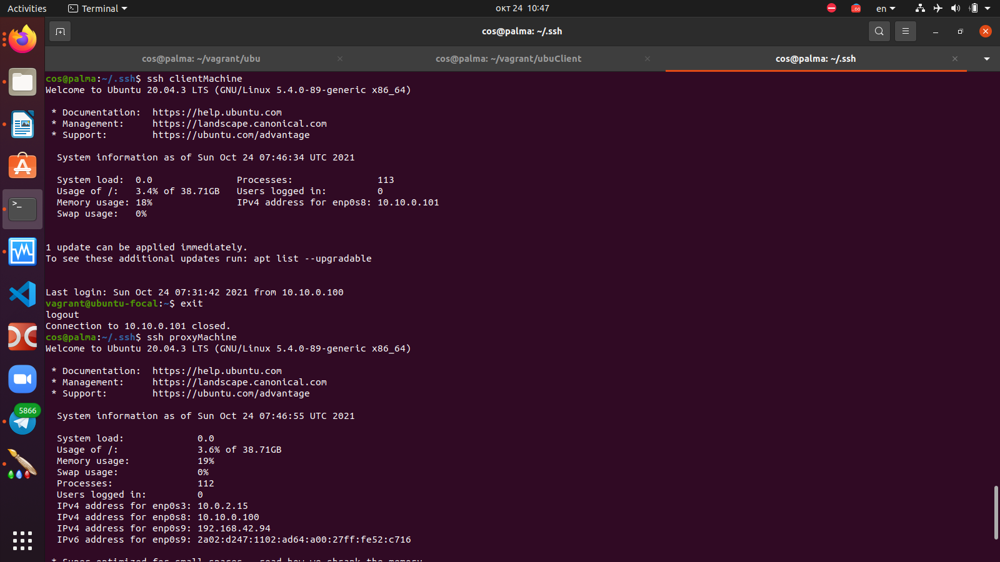 Activities
Terminal
окт 24 10:47
en
cos@palma: ~/.ssh
cos@palma: ~/vagrant/ubu
cos@palma: ~/vagrant/ubuClient
cos@palma: ~/.ssh
cos@palma:~/.ssh$ ssh clientMachine
Welcome to Ubuntu 20.04.3 LTS (GNU/Linux 5.4.0-89-generic x86_64)
* Documentation: https://help.ubuntu.com
* Management: https://landscape.canonical.com
* Support: https://ubuntu.com/advantage
System information as of Sun Oct 24 07:46:34 UTC 2021
System load: 0.0 Processes: 113
Usage of /: 3.4% of 38.71GB Users logged in: 0
Memory usage: 18% IPv4 address for enp0s8: 10.10.0.101
Swap usage: 0%
1 update can be applied immediately.
To see these additional updates run: apt list --upgradable
Last login: Sun Oct 24 07:31:42 2021 from 10.10.0.100
vagrant@ubuntu-focal:~$ exit
logout
Connection to 10.10.0.101 closed.
cos@palma:~/.ssh$ ssh proxyMachine
Welcome to Ubuntu 20.04.3 LTS (GNU/Linux 5.4.0-89-generic x86_64)
* Documentation: https://help.ubuntu.com
* Management: https://landscape.canonical.com
* Support: https://ubuntu.com/advantage
System information as of Sun Oct 24 07:46:55 UTC 2021
System load: 0.0
Usage of /: 3.6% of 38.71GB
Memory usage: 19%
Swap usage: 0%
Processes: 112
Users logged in: 0
IPv4 address for enp0s3: 10.0.2.15
IPv4 address for enp0s8: 10.10.0.100
IPv4 address for enp0s9: 192.168.42.94
IPv6 address for enp0s9: 2a02:d247:1102:ad64:a00:27ff:fe52:c716
* Super-optimized for small spaces - read how we shrank the memory
5866